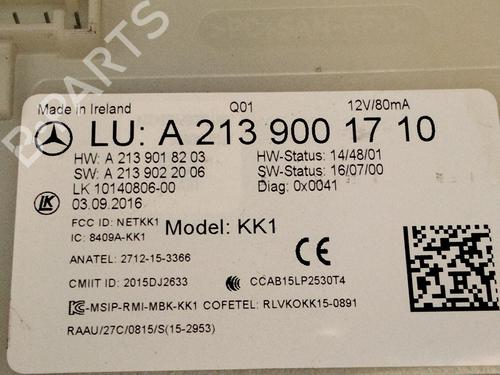 B-PARTS
Made in Ireland Q01 12V/80mA
LU: A 213 900 17 10
HW: A 213 901 82 03 HW-Status: 14/48/01
SW: A 213 902 20 06 SW-Status: 16/07/00
LK 10140806-00 Diag: 0x0041
LK 03.09.2016
FCC ID: NETKK1 Model: KK1
IC: 8409A-KK1
ANATEL: 2712-15-3366 CE
CMIIT ID: 2015DJ2633 CCAB15LP2530T4
-MSIP-RMI-MBK-KK1 COFETEL: RLVKOKK15-0891
RAAU/27C/0815/S(15-2953)